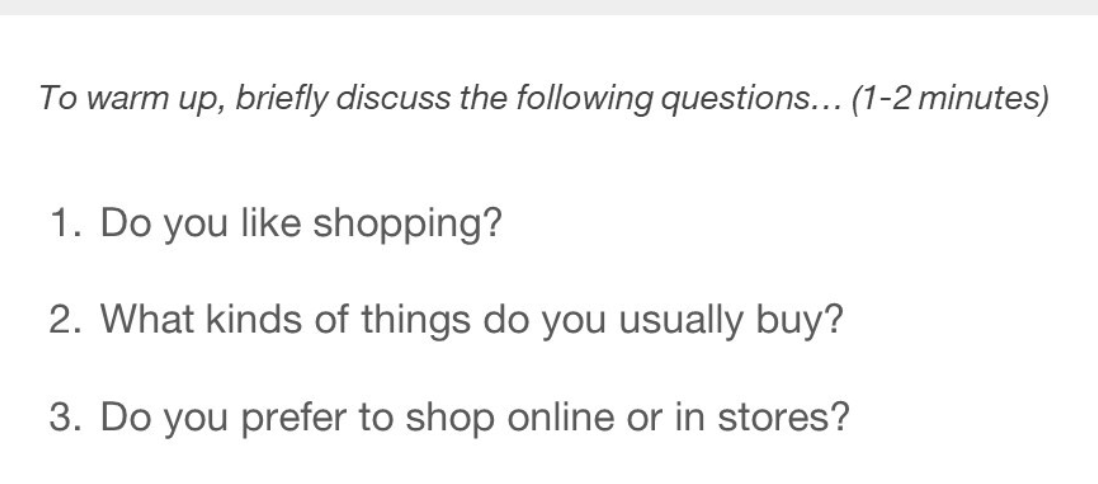 To warm up, briefly discuss the following questions... (1-2 minutes)
1. Do you like shopping?
2. What kinds of things do you usually buy?
3. Do you prefer to shop online or in stores?